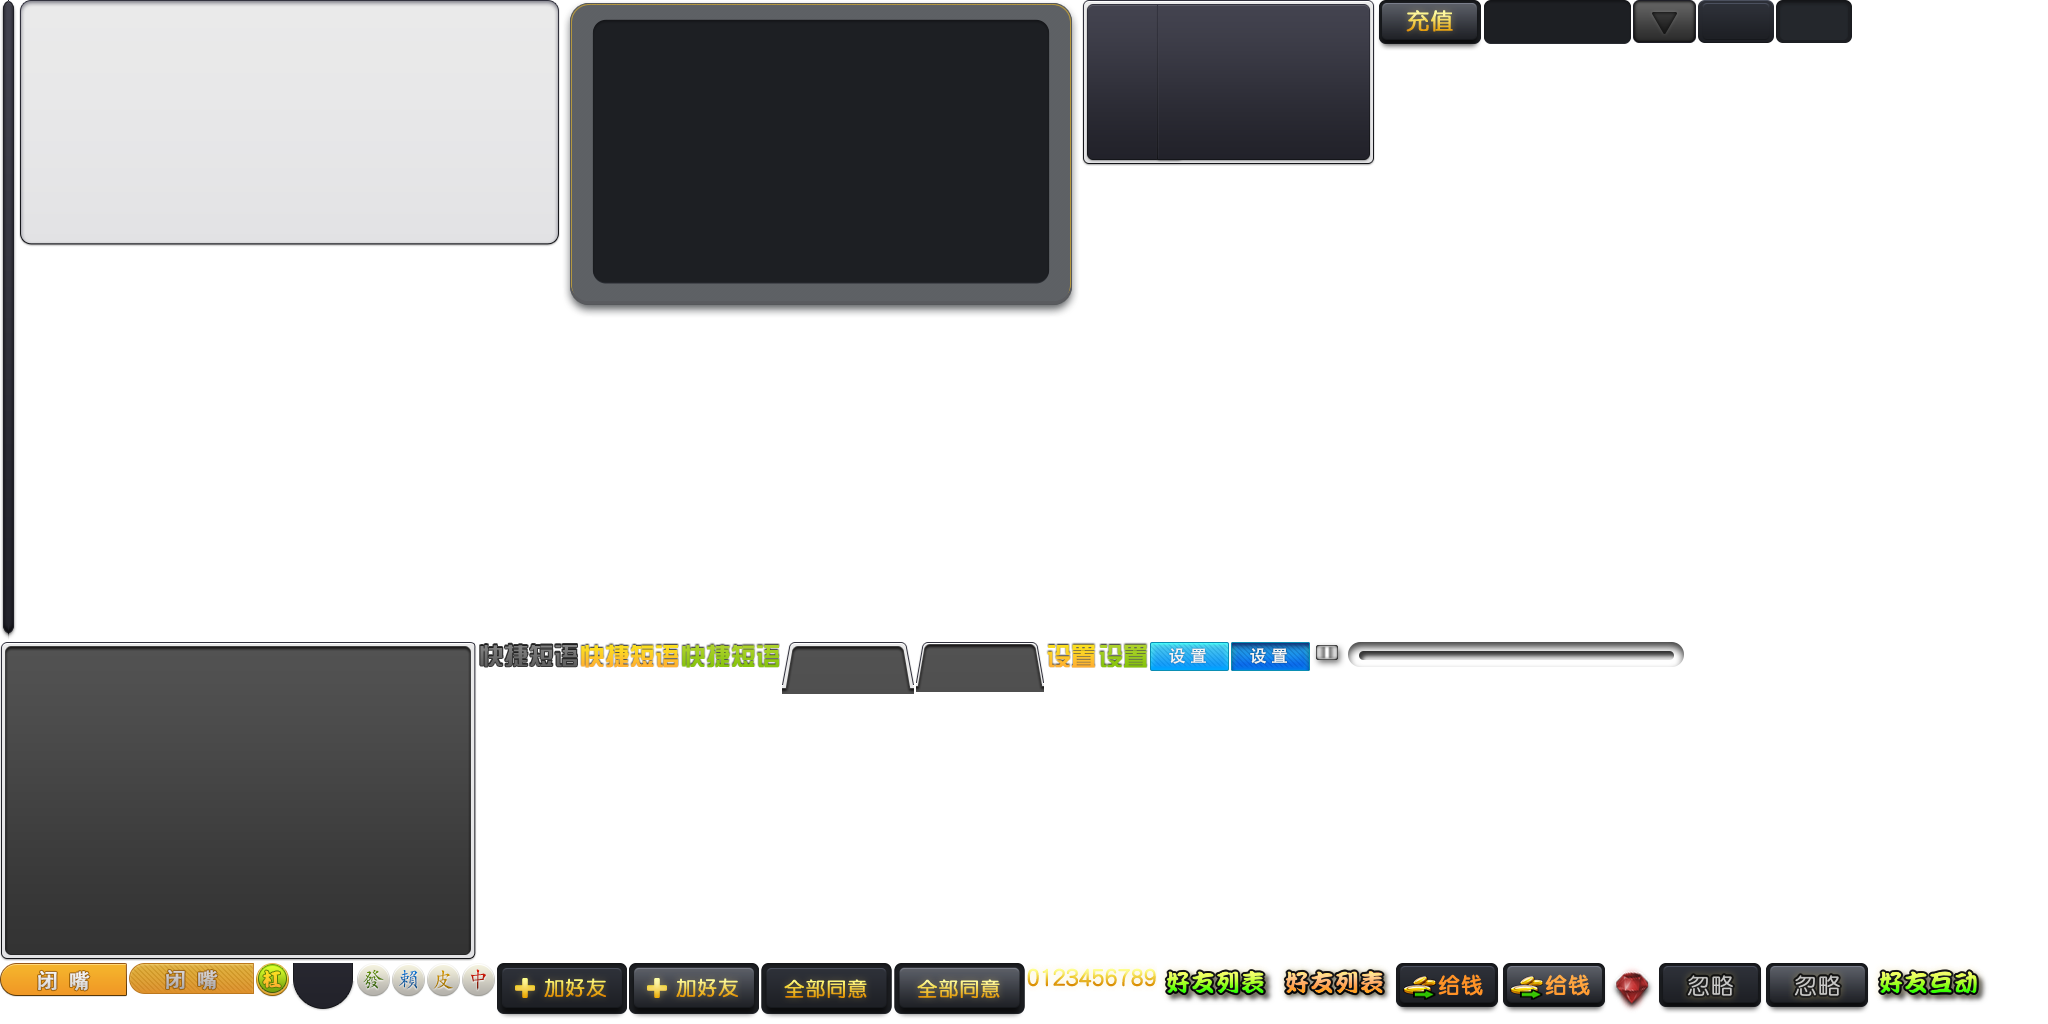 充值
快捷短语 快捷短语 快捷短语 设置 设置 设置 设置
闭嘴 闭嘴 杠 發 賴 皮 中 加好友 加好友 全部同意 全部同意 0123456789 好友列表 好友列表 给钱 给钱 忽略 忽略 好友互动